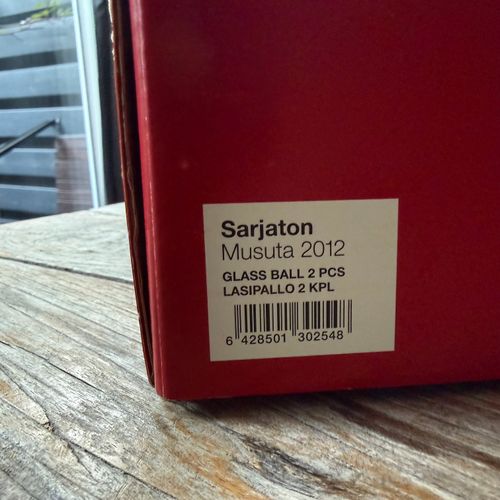 Sarjaton
Musuta 2012
GLASS BALL 2 PCS
LASIPALLO 2 KPL
6 428501 302548